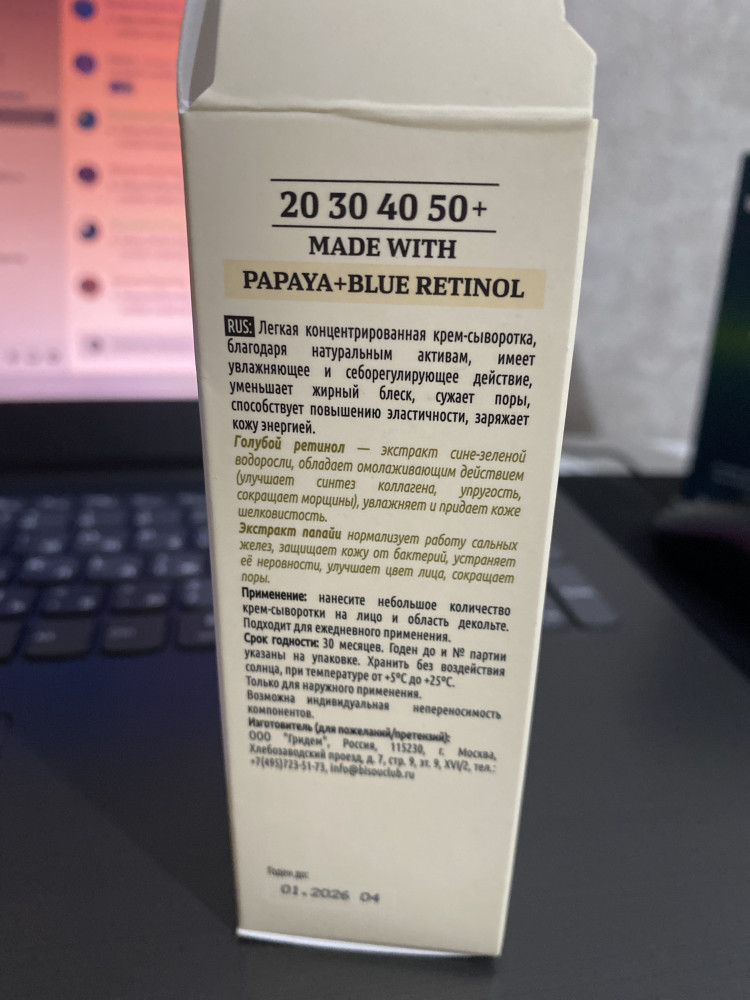 20 30 40 50+
MADE WITH
PAPAYA+BLUE RETINOL
RUS: Легкая концентрированная крем-сыворотка,
благодаря натуральным активам, имеет
увлажняющее и себорегулирующее действие,
уменьшает жирный блеск, сужает поры,
способствует повышению эластичности, заряжает
кожу энергией.
Голубой ретинол — экстракт сине-зеленой
водоросли, обладает омолаживающим действием
(улучшает синтез коллагена, упругость,
сокращает морщины), увлажняет и придает коже
шелковистость.
Экстракт папайи нормализует работу сальных
желез, защищает кожу от бактерий, устраняет
её неровности, улучшает цвет лица, сокращает
поры.
Применение: нанесите небольшое количество
крем-сыворотки на лицо и область декольте.
Подходит для ежедневного применения.
Срок годности: 30 месяцев. Годен до и № партии
указаны на упаковке. Хранить без воздействия
солнца, при температуре от +5°С до +25°С.
Только для наружного применения.
Возможна индивидуальная непереносимость
компонентов.
Изготовитель (для пожеланий/претензий):
ООО "Гридем", Россия, 115230, г. Москва,
Хлебозаводский проезд, д. 7, стр. 9, эт. 9, XVI/2, тел.:
+7(495)723-51-73, info@bisouclub.ru
Годен до:
01.2026 04